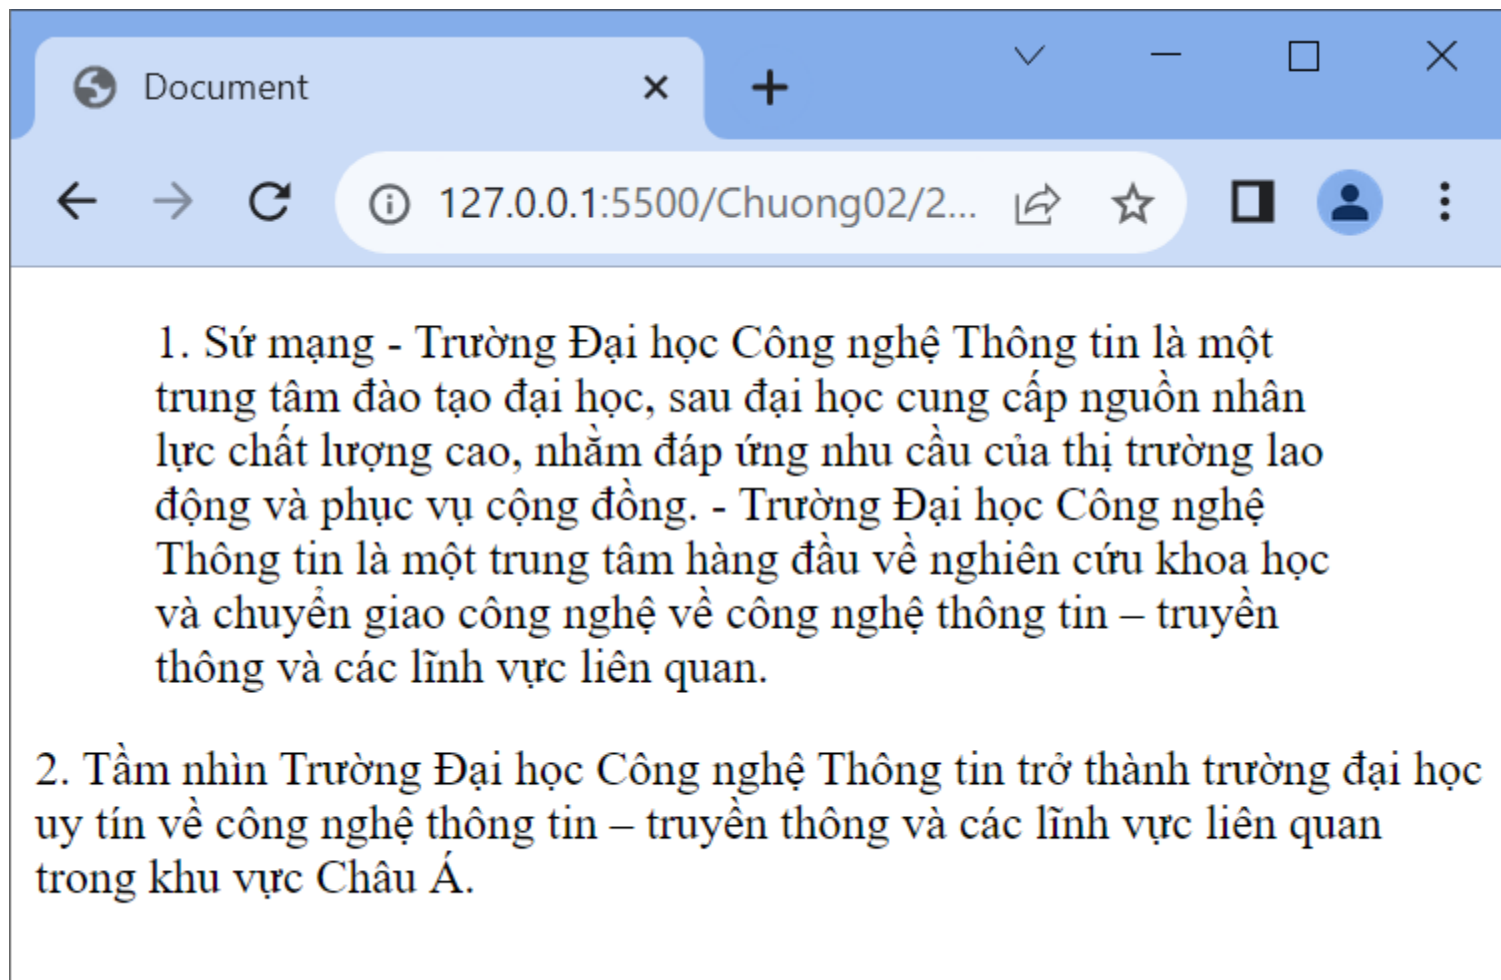 Document
127.0.0.1:5500/Chuong02/2...
1. Sứ mạng - Trường Đại học Công nghệ Thông tin là một
trung tâm đào tạo đại học, sau đại học cung cấp nguồn nhân
lực chất lượng cao, nhằm đáp ứng nhu cầu của thị trường lao
động và phục vụ cộng đồng. - Trường Đại học Công nghệ
Thông tin là một trung tâm hàng đầu về nghiên cứu khoa học
và chuyển giao công nghệ về công nghệ thông tin – truyền
thông và các lĩnh vực liên quan.
2. Tầm nhìn Trường Đại học Công nghệ Thông tin trở thành trường đại học
uy tín về công nghệ thông tin – truyền thông và các lĩnh vực liên quan
trong khu vực Châu Á.